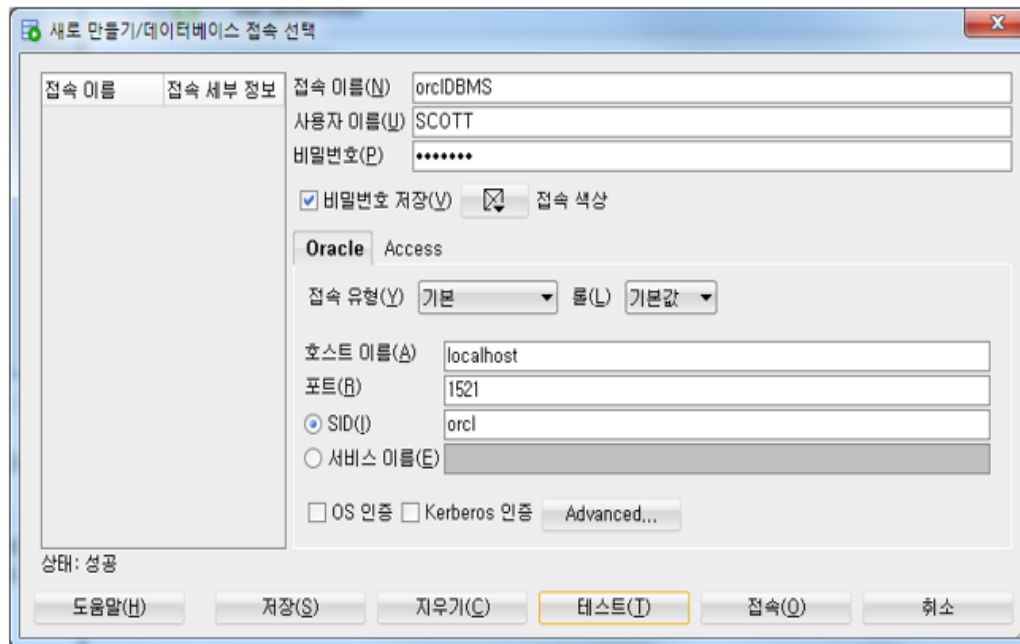 새로 만들기/데이터베이스 접속 선택
접속 이름 접속 세부 정보
접속 이름(N) orclDBMS
사용자 이름(U) SCOTT
비밀번호(P) •••••••
비밀번호 저장(V) 접속 색상
Oracle Access
접속 유형(Y) 기본 롤(L) 기본값
호스트 이름(A) localhost
포트(R) 1521
SID(I) orcl
서비스 이름(E)
OS 인증 Kerberos 인증 Advanced...
상태: 성공
도움말(H) 저장(S) 지우기(C) 테스트(T) 접속(O) 취소